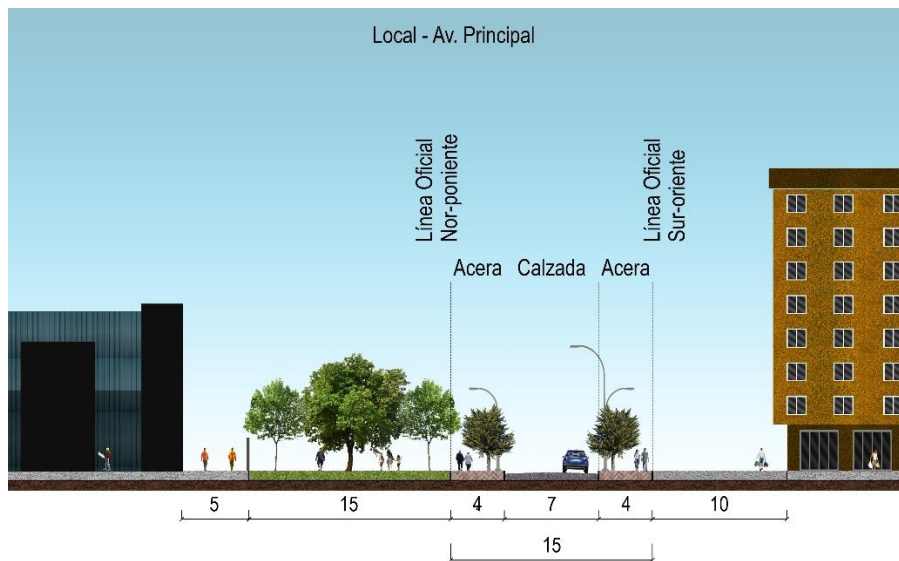 Local - Av. Principal
Línea Oficial
Nor-poniente
Línea Oficial
Sur-oriente
Acera
Calzada
Acera
5
15
4
7
4
10
15